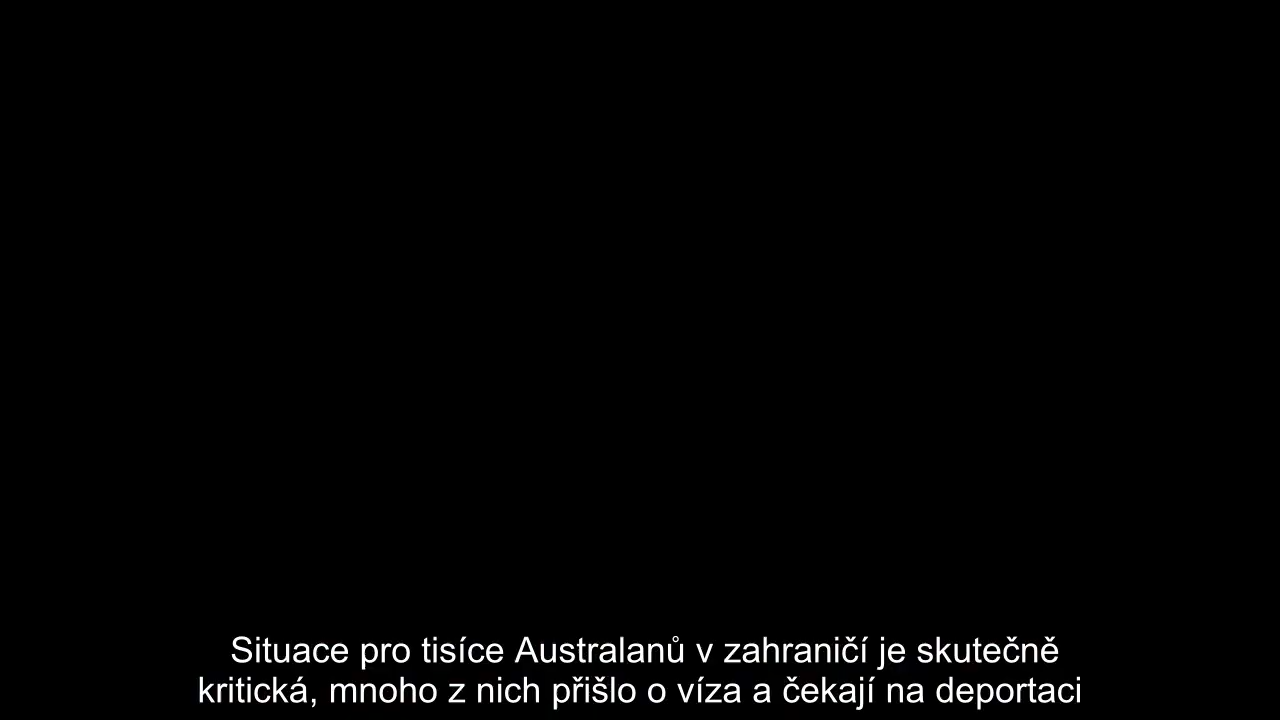 Situace pro tisíce Australanů v zahraničí je skutečně
kritická, mnoho z nich přišlo o víza a čekají na deportaci